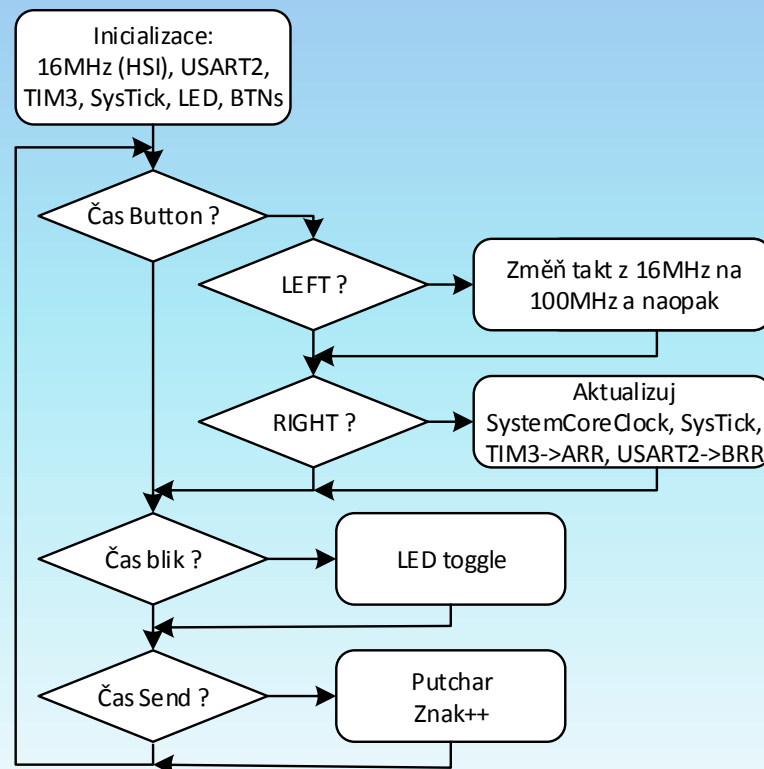 Inicializace:
16MHz (HSI), USART2,
TIM3, SysTick, LED, BTNs
Čas Button ?
LEFT ?
Změň takt z 16MHz na
100MHz a naopak
RIGHT ?
Aktualizuj
SystemCoreClock, SysTick,
TIM3->ARR, USART2->BRR
Čas blik ?
LED toggle
Čas Send ?
Putchar
Znak++